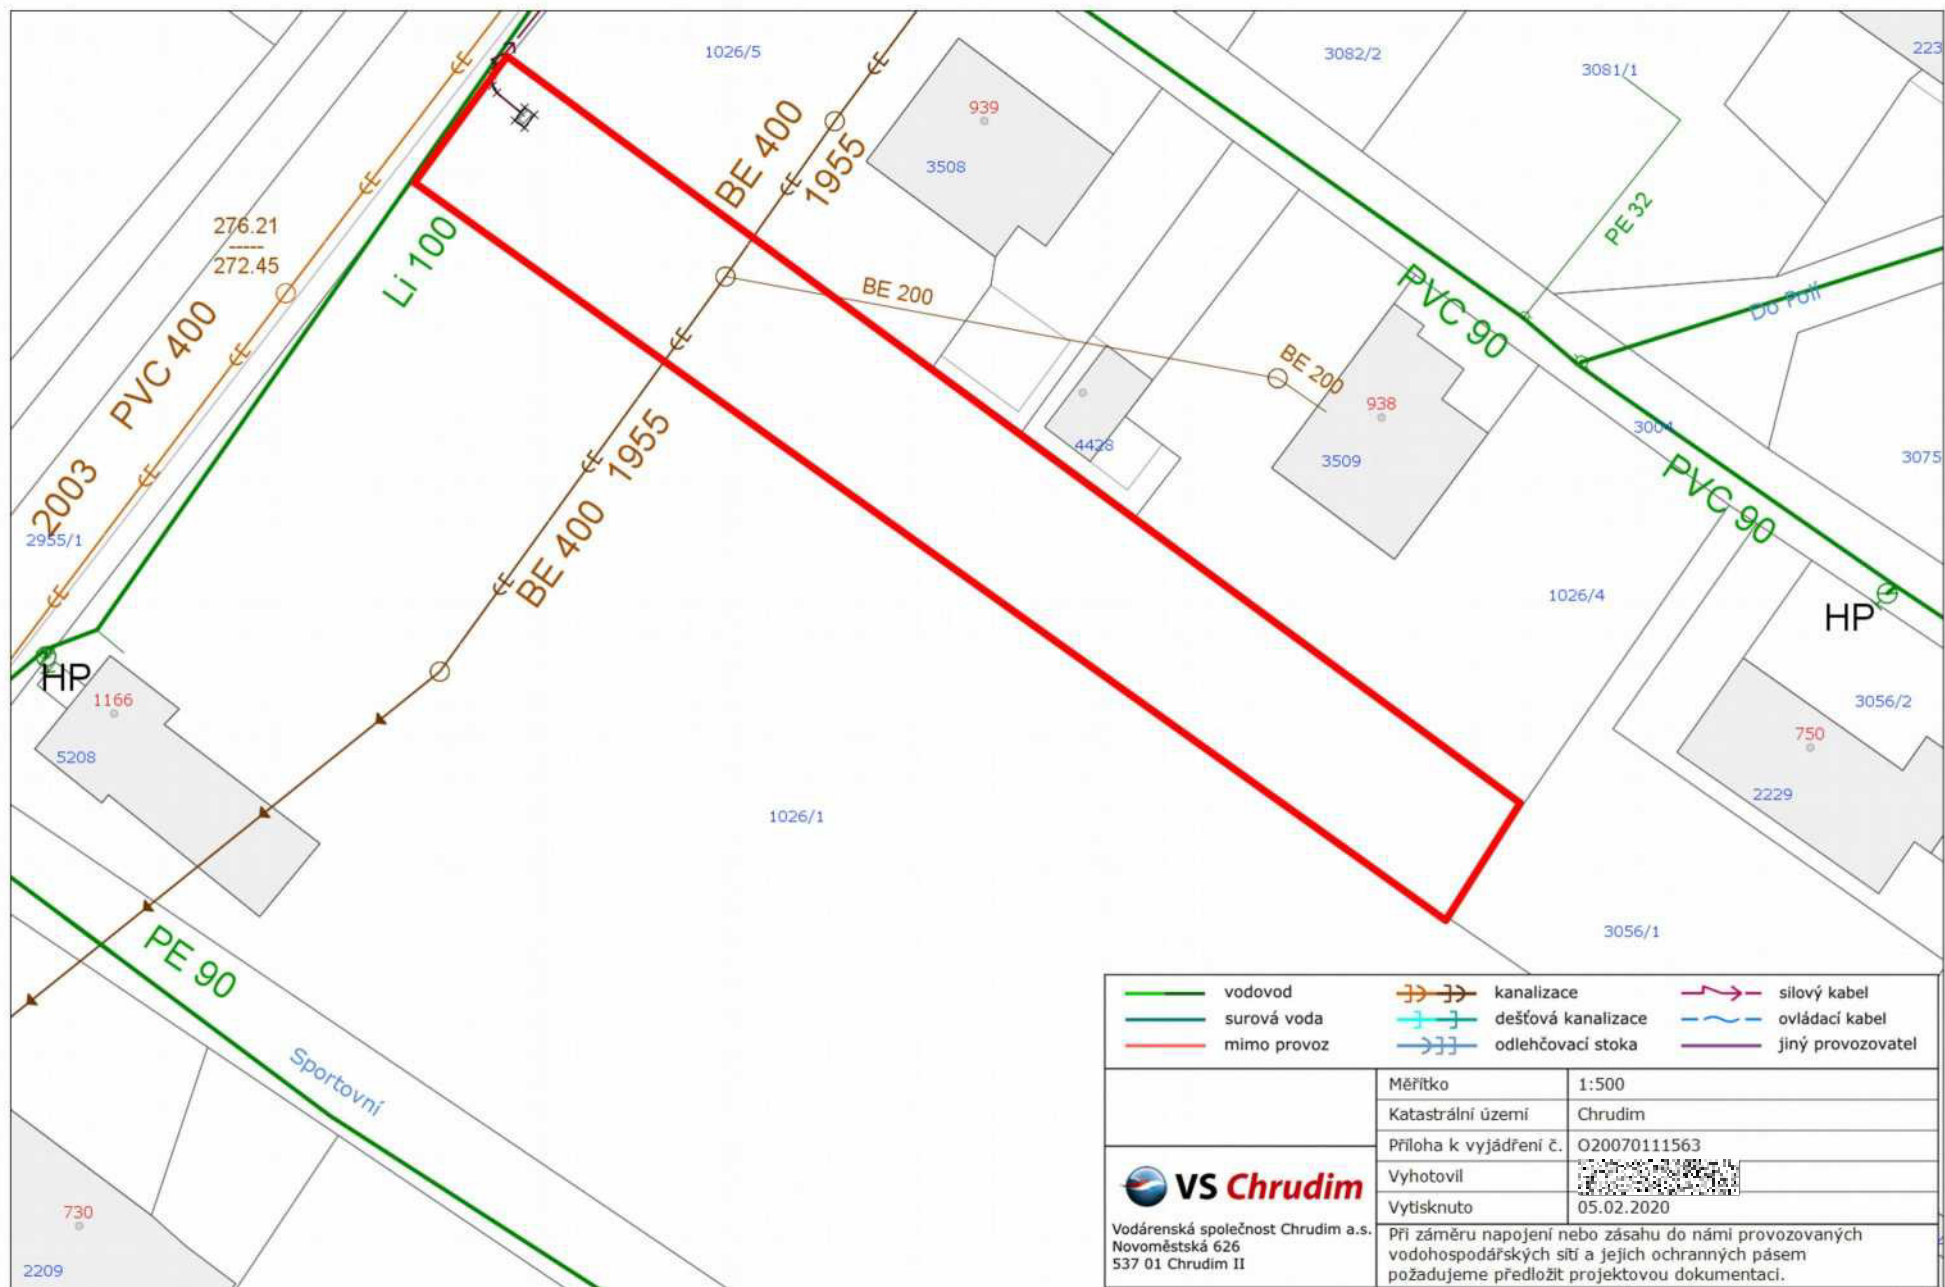 1026/5
3082/2
3081/1
223
939
3508
BE 400
1955
276.21
-----
272.45
Li 100
PE 32
PVC 400
2003
BE 200
BE 200
PVC 90
Do Polí
938
3509
4428
3004
3075
PVC 90
BE 400 1955
2955/1
1026/4
HP
HP
1166
5208
3056/2
750
2229
1026/1
3056/1
PE 90
Sportovní
730
2209
vodovod
surová voda
mimo provoz
kanalizace
dešťová kanalizace
odlehčovací stoka
silový kabel
ovládací kabel
jiný provozovatel
Měřítko 1:500
Katastrální území Chrudim
Příloha k vyjádření č. O20070111563
Vyhotovil
Vytisknuto 05.02.2020
VS Chrudim
Vodárenská společnost Chrudim a.s.
Novoměstská 626
537 01 Chrudim II
Při záměru napojení nebo zásahu do námi provozovaných
vodohospodářských sítí a jejich ochranných pásem
požadujeme předložit projektovou dokumentaci.